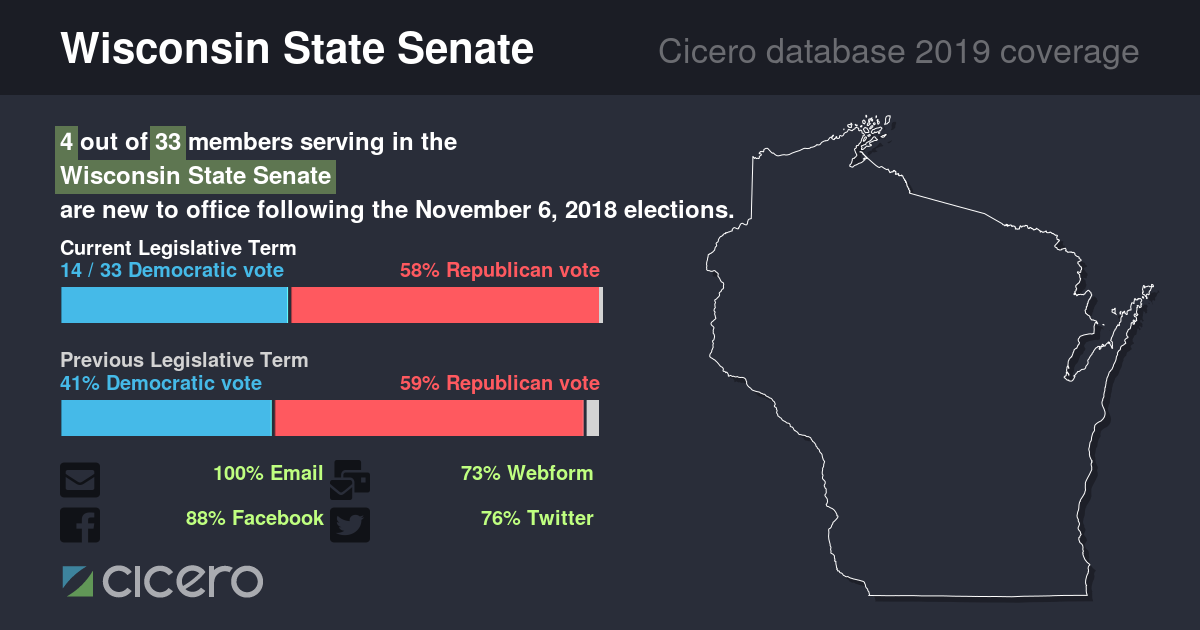 Wisconsin State Senate
Cicero database 2019 coverage
4 out of 33 members serving in the
Wisconsin State Senate
are new to office following the November 6, 2018 elections.
Current Legislative Term
14 / 33 Democratic vote
58% Republican vote
Previous Legislative Term
41% Democratic vote
59% Republican vote
100% Email
73% Webform
88% Facebook
76% Twitter
cicero